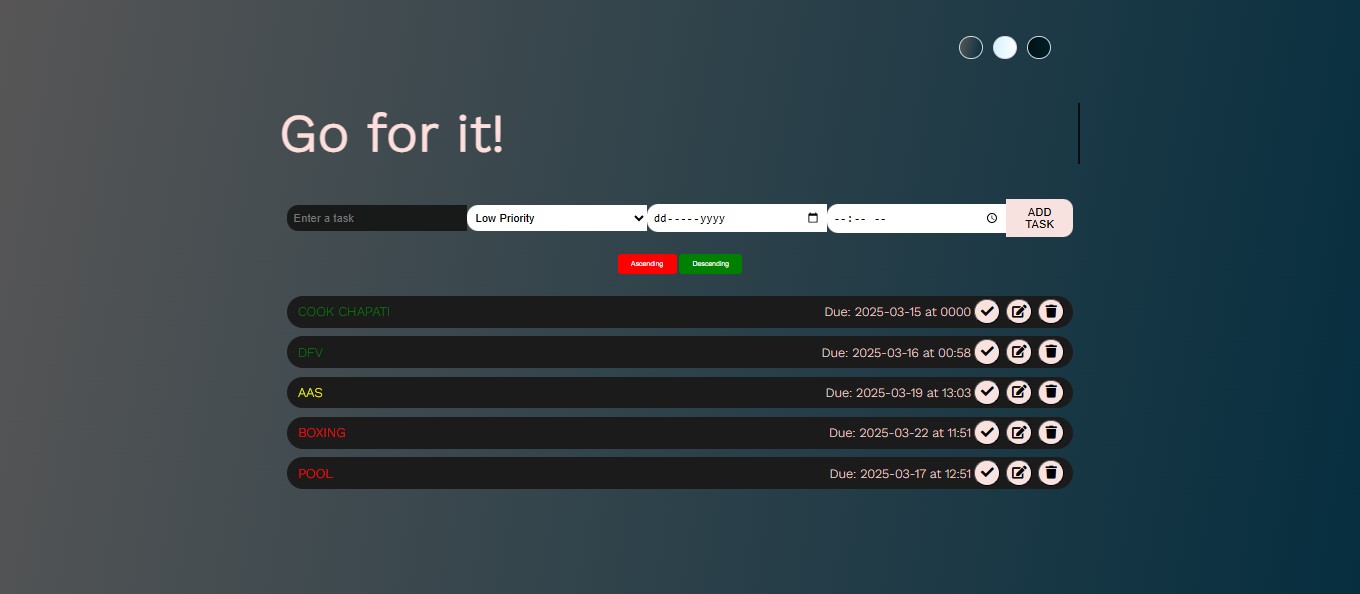 Go for it!
Enter a task Low Priority dd-----yyyy --:-- -- ADD TASK
Ascending Descending
COOK CHAPATI Due: 2025-03-15 at 0000
DFV Due: 2025-03-16 at 00:58
AAS Due: 2025-03-19 at 13:03
BOXING Due: 2025-03-22 at 11:51
POOL Due: 2025-03-17 at 12:51